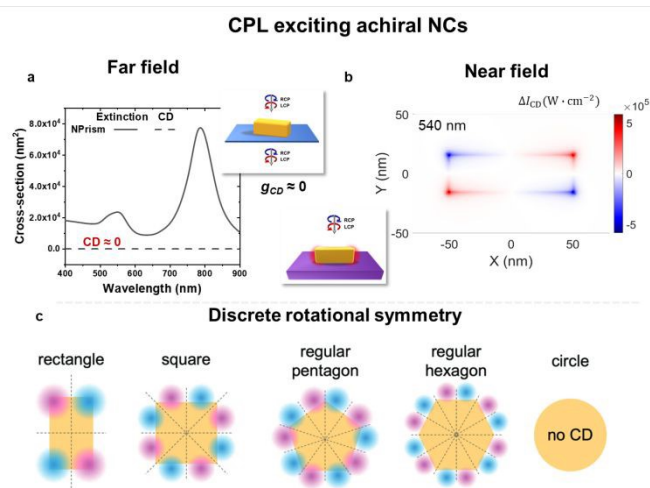 CPL exciting achiral NCs
a
Far field
Extinction
CD
NPrism
8.0x10⁴
6.0x10⁴
4.0x10⁴
2.0x10⁴
0.0
Cross-section (nm²)
CD ≈ 0
400 500 600 700 800 900
Wavelength (nm)
RCP
LCP
RCP
LCP
g_CD ≈ 0
RCP
LCP
b
Near field
ΔI_CD(W · cm⁻²)
×10⁵
540 nm
50
0
-50
Y (nm)
-50 0 50
X (nm)
5
0
-5
c
Discrete rotational symmetry
rectangle
square
regular
pentagon
regular
hexagon
circle
no CD